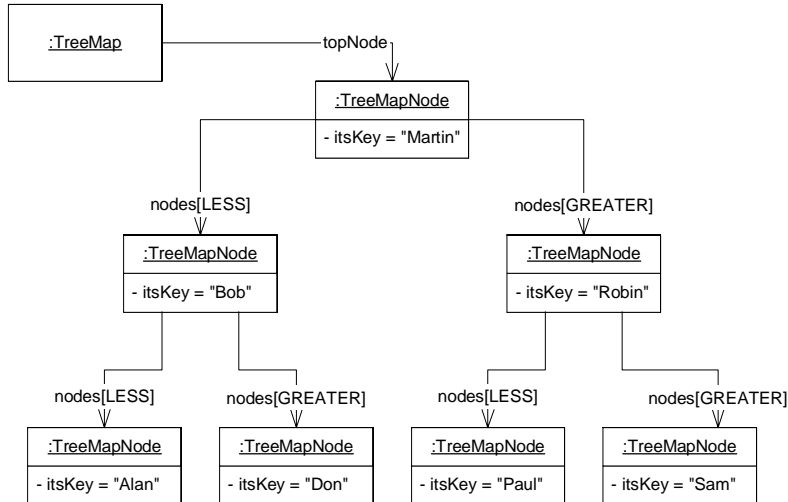 :TreeMap
topNode
:TreeMapNode
- itsKey = "Martin"
nodes[LESS]
nodes[GREATER]
:TreeMapNode
- itsKey = "Bob"
:TreeMapNode
- itsKey = "Robin"
nodes[LESS]
nodes[GREATER]
nodes[LESS]
nodes[GREATER]
:TreeMapNode
- itsKey = "Alan"
:TreeMapNode
- itsKey = "Don"
:TreeMapNode
- itsKey = "Paul"
:TreeMapNode
- itsKey = "Sam"